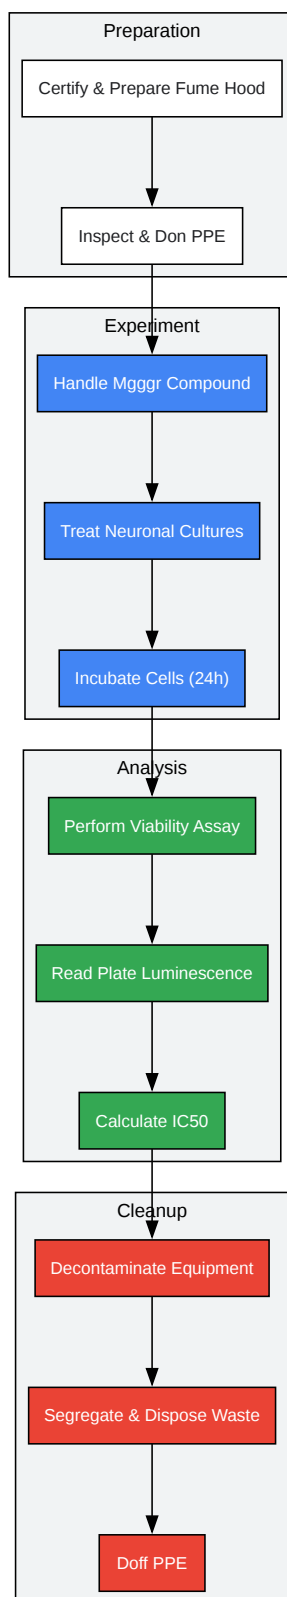 Preparation
Certify & Prepare Fume Hood
Inspect & Don PPE
Experiment
Handle Mgggr Compound
Treat Neuronal Cultures
Incubate Cells (24h)
Analysis
Perform Viability Assay
Read Plate Luminescence
Calculate IC50
Cleanup
Decontaminate Equipment
Segregate & Dispose Waste
Doff PPE